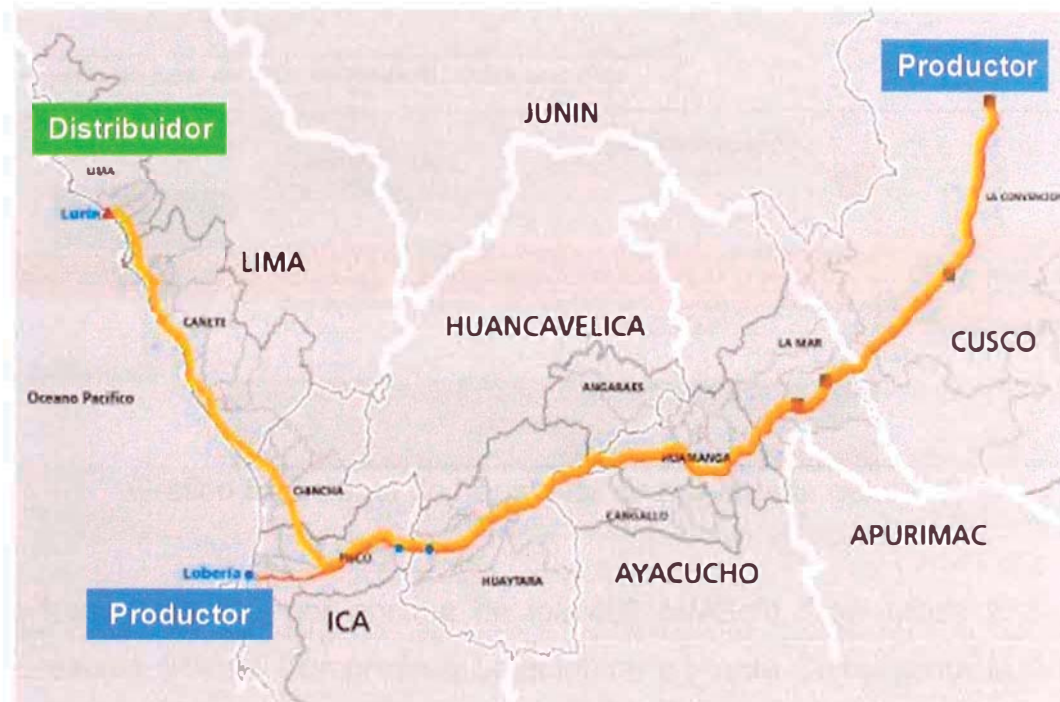 Productor
Distribuidor
JUNIN
LIMA
LA CONVENCION
Lurín
LIMA
CAÑETE
HUANCAVELICA
LA MAR
CUSCO
ANGARAES
Oceano Pacifico
HUAMANGA
CHINCHA
CANGALLO
APURIMAC
PISCO
Lobería
HUAYTARA
AYACUCHO
Productor
ICA